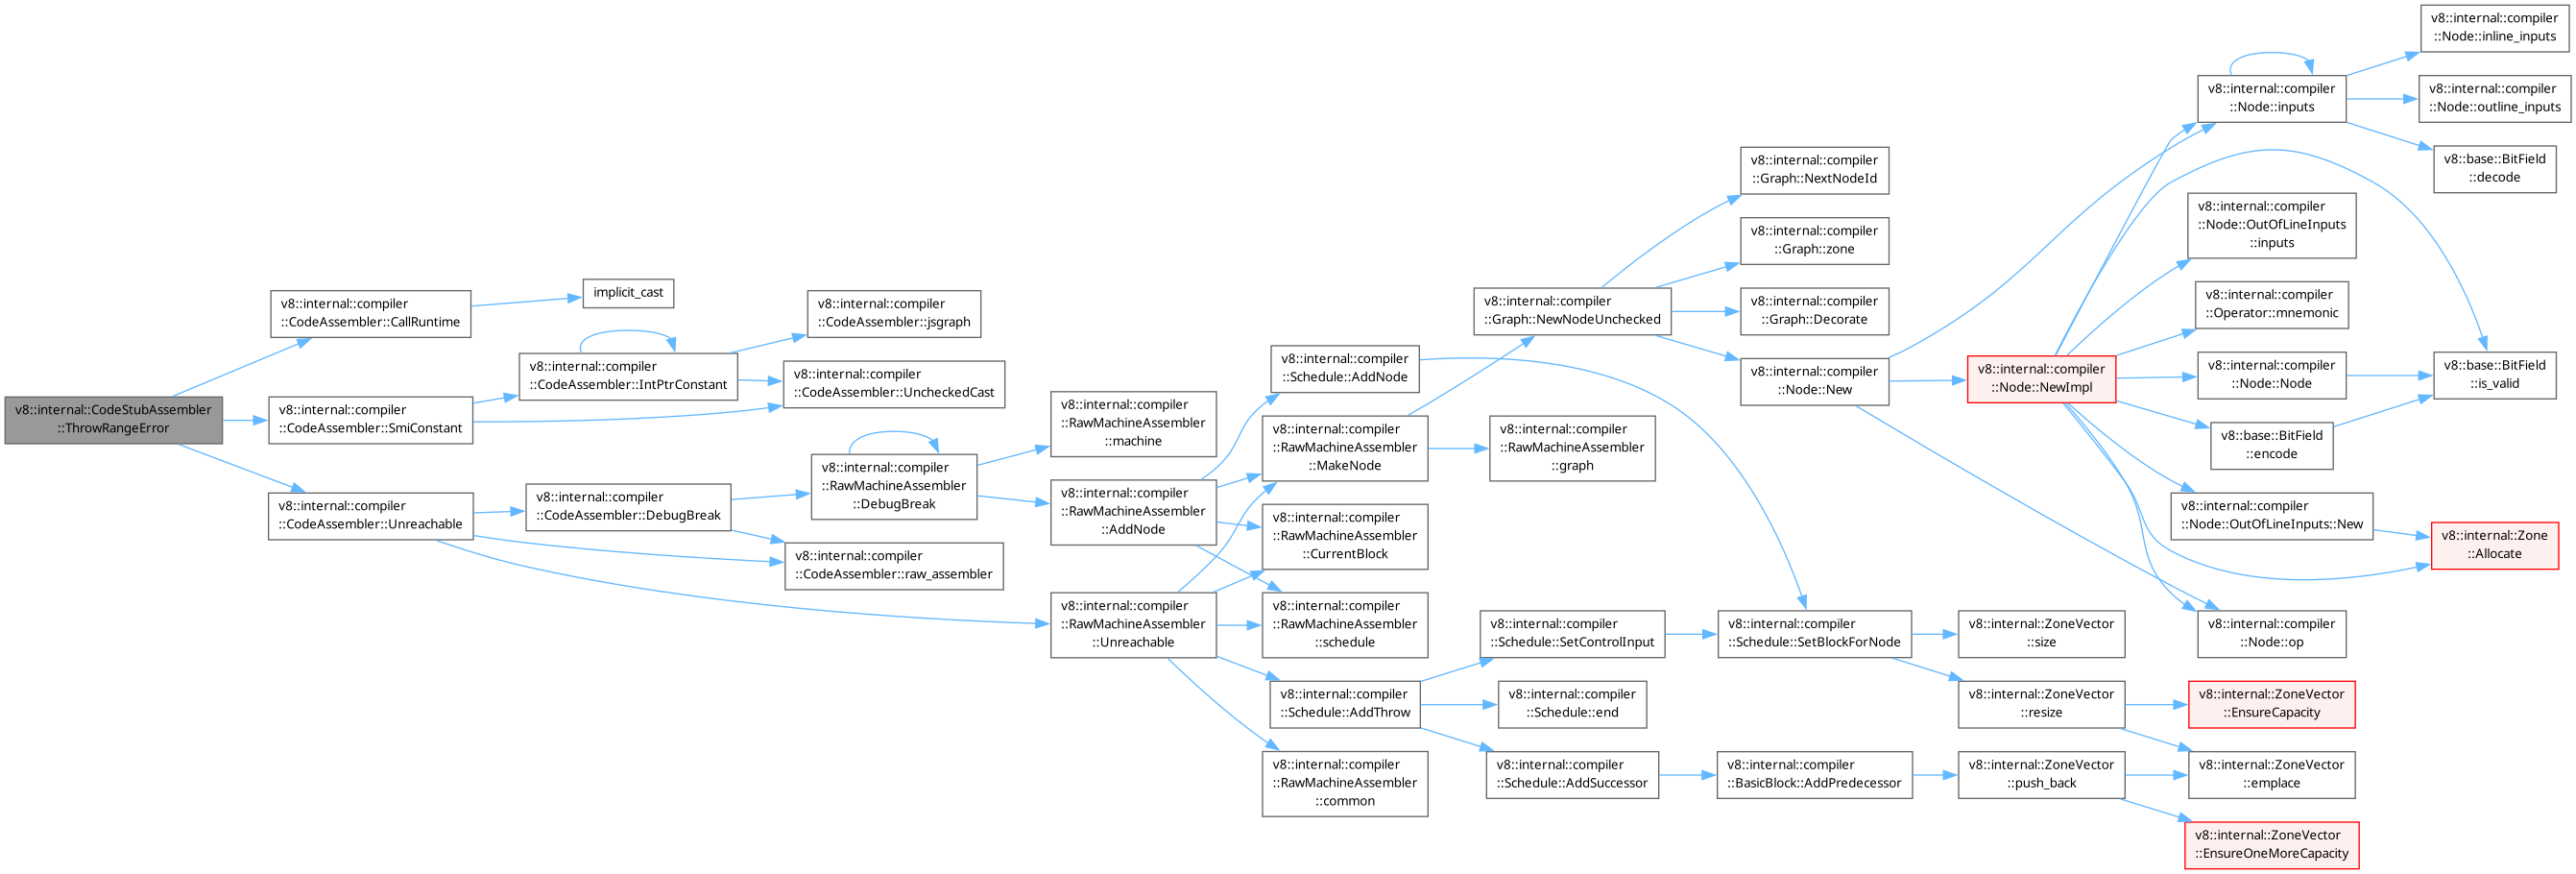 v8::internal::CodeStubAssembler
::ThrowRangeError
v8::internal::compiler
::CodeAssembler::CallRuntime
implicit_cast
v8::internal::compiler
::CodeAssembler::SmiConstant
v8::internal::compiler
::CodeAssembler::IntPtrConstant
v8::internal::compiler
::CodeAssembler::jsgraph
v8::internal::compiler
::CodeAssembler::UncheckedCast
v8::internal::compiler
::CodeAssembler::Unreachable
v8::internal::compiler
::CodeAssembler::DebugBreak
v8::internal::compiler
::RawMachineAssembler
::DebugBreak
v8::internal::compiler
::CodeAssembler::raw_assembler
v8::internal::compiler
::RawMachineAssembler
::machine
v8::internal::compiler
::RawMachineAssembler
::AddNode
v8::internal::compiler
::RawMachineAssembler
::Unreachable
v8::internal::compiler
::Schedule::AddNode
v8::internal::compiler
::RawMachineAssembler
::MakeNode
v8::internal::compiler
::RawMachineAssembler
::CurrentBlock
v8::internal::compiler
::RawMachineAssembler
::schedule
v8::internal::compiler
::Schedule::AddThrow
v8::internal::compiler
::RawMachineAssembler
::common
v8::internal::compiler
::Graph::NewNodeUnchecked
v8::internal::compiler
::RawMachineAssembler
::graph
v8::internal::compiler
::Schedule::SetControlInput
v8::internal::compiler
::Schedule::end
v8::internal::compiler
::Schedule::AddSuccessor
v8::internal::compiler
::Graph::NextNodeId
v8::internal::compiler
::Graph::zone
v8::internal::compiler
::Graph::Decorate
v8::internal::compiler
::Node::New
v8::internal::compiler
::Schedule::SetBlockForNode
v8::internal::compiler
::BasicBlock::AddPredecessor
v8::internal::compiler
::Node::NewImpl
v8::internal::ZoneVector
::size
v8::internal::ZoneVector
::resize
v8::internal::ZoneVector
::push_back
v8::internal::compiler
::Node::inputs
v8::internal::compiler
::Node::OutOfLineInputs
::inputs
v8::internal::compiler
::Operator::mnemonic
v8::internal::compiler
::Node::Node
v8::base::BitField
::encode
v8::internal::compiler
::Node::OutOfLineInputs::New
v8::internal::compiler
::Node::op
v8::internal::ZoneVector
::EnsureCapacity
v8::internal::ZoneVector
::emplace
v8::internal::ZoneVector
::EnsureOneMoreCapacity
v8::internal::compiler
::Node::inline_inputs
v8::internal::compiler
::Node::outline_inputs
v8::base::BitField
::decode
v8::base::BitField
::is_valid
v8::internal::Zone
::Allocate